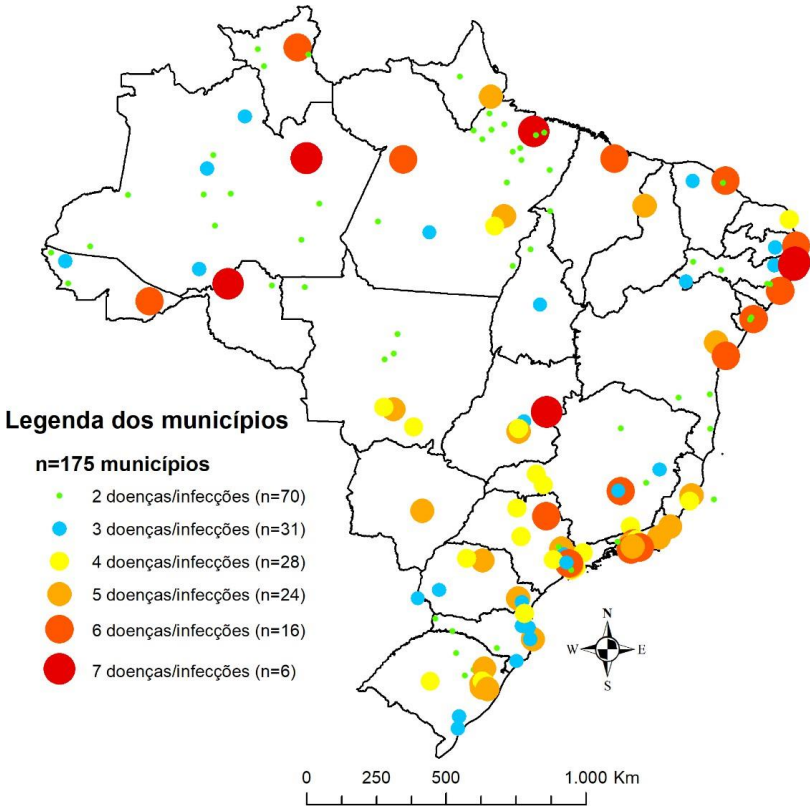 Legenda dos municípios
n=175 municípios
2 doenças/infecções (n=70)
3 doenças/infecções (n=31)
4 doenças/infecções (n=28)
5 doenças/infecções (n=24)
6 doenças/infecções (n=16)
7 doenças/infecções (n=6)
N
W E
S
0 250 500 1.000 Km